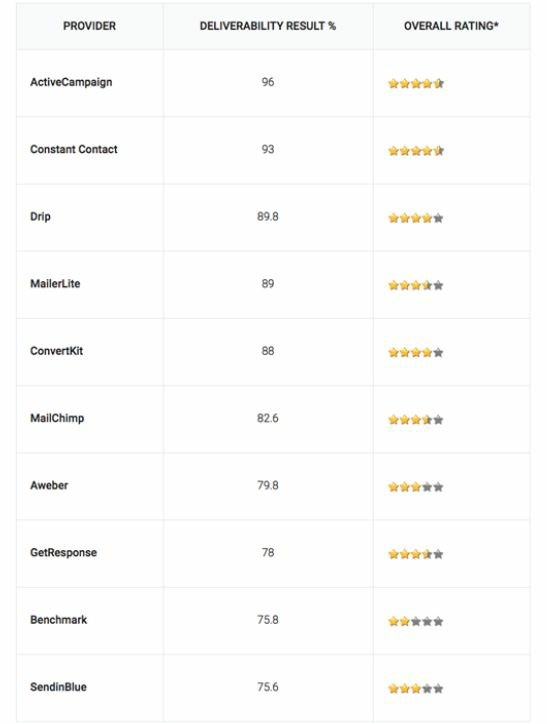 PROVIDER DELIVERABILITY RESULT % OVERALL RATING*
ActiveCampaign 96
Constant Contact 93
Drip 89.8
MailerLite 89
ConvertKit 88
MailChimp 82.6
Aweber 79.8
GetResponse 78
Benchmark 75.8
SendinBlue 75.6